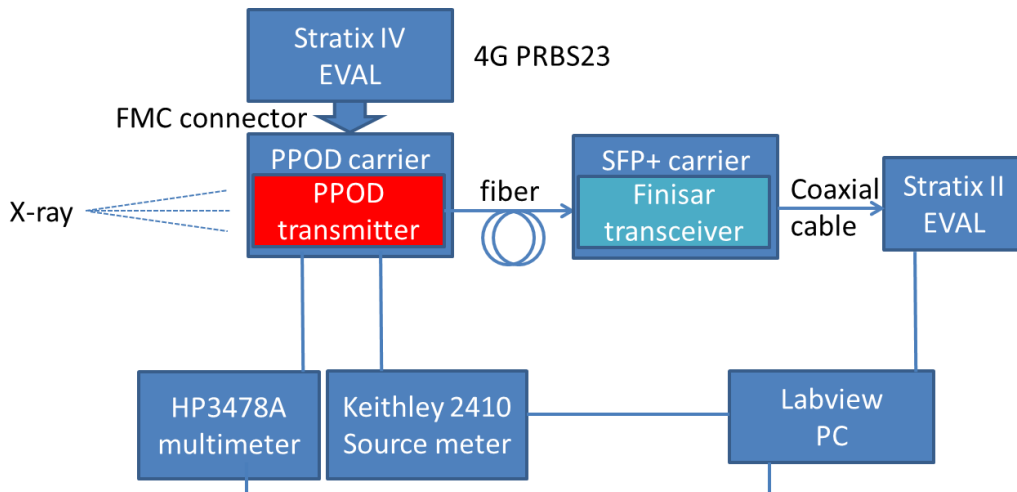 Stratix IV
EVAL
4G PRBS23
FMC connector
PPOD carrier
PPOD
transmitter
X-ray
fiber
SFP+ carrier
Finisar
transceiver
Coaxial
cable
Stratix II
EVAL
HP3478A
multimeter
Keithley 2410
Source meter
Labview
PC